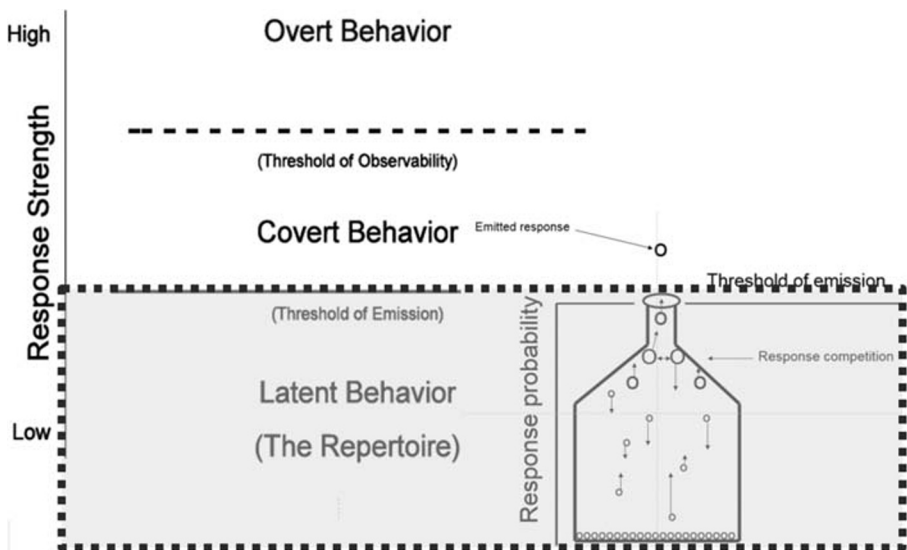 High
Overt Behavior
Response Strength
(Threshold of Observability)
Covert Behavior
Emitted response
Threshold of emission
(Threshold of Emission)
Response probability
Response competition
Latent Behavior
(The Repertoire)
Low